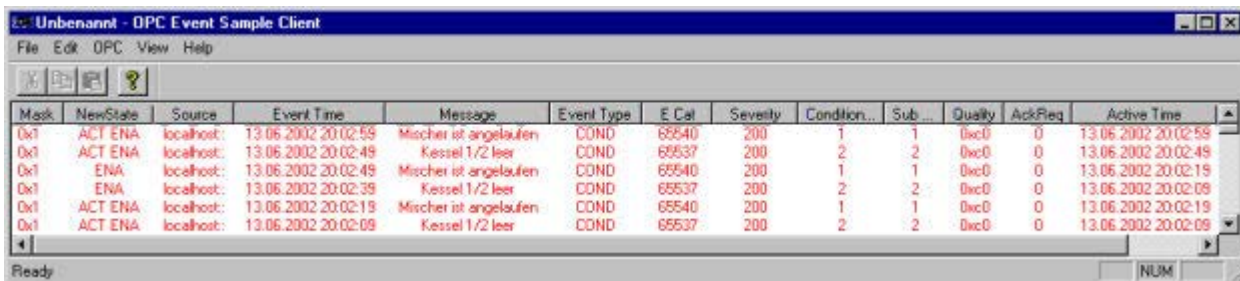 Unbenannt - OPC Event Sample Client
File Edit OPC View Help
Mask NewState Source Event Time Message Event Type E Cat Severity Condition... Sub ... Quality AckReq Active Time
0x1 ACT ENA localhost:: 13.06.2002 20:02:59 Mischer ist angelaufen COND 65540 200 1 1 0xc0 0 13.06.2002 20:02:59
0x1 ACT ENA localhost:: 13.06.2002 20:02:49 Kessel 1/2 leer COND 65537 200 2 2 0xc0 0 13.06.2002 20:02:49
0x1 ENA localhost:: 13.06.2002 20:02:49 Mischer ist angelaufen COND 65540 200 1 1 0xc0 0 13.06.2002 20:02:19
0x1 ENA localhost:: 13.06.2002 20:02:39 Kessel 1/2 leer COND 65537 200 2 2 0xc0 0 13.06.2002 20:02:09
0x1 ACT ENA localhost:: 13.06.2002 20:02:19 Mischer ist angelaufen COND 65540 200 1 1 0xc0 0 13.06.2002 20:02:19
0x1 ACT ENA localhost:: 13.06.2002 20:02:09 Kessel 1/2 leer COND 65537 200 2 2 0xc0 0 13.06.2002 20:02:09
Ready NUM